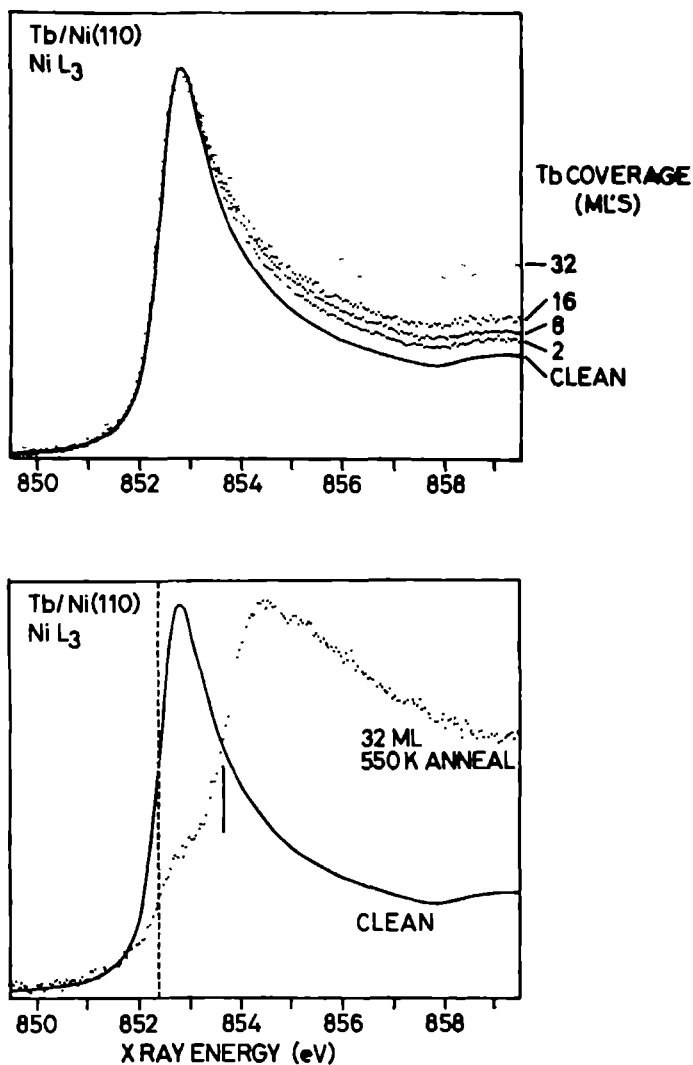 Tb/Ni(110)
Ni L3
Tb COVERAGE
(ML'S)
32
16
8
2
CLEAN
850 852 854 856 858
Tb/Ni(110)
Ni L3
32 ML
550 K ANNEAL
CLEAN
850 852 854 856 858
X RAY ENERGY (eV)